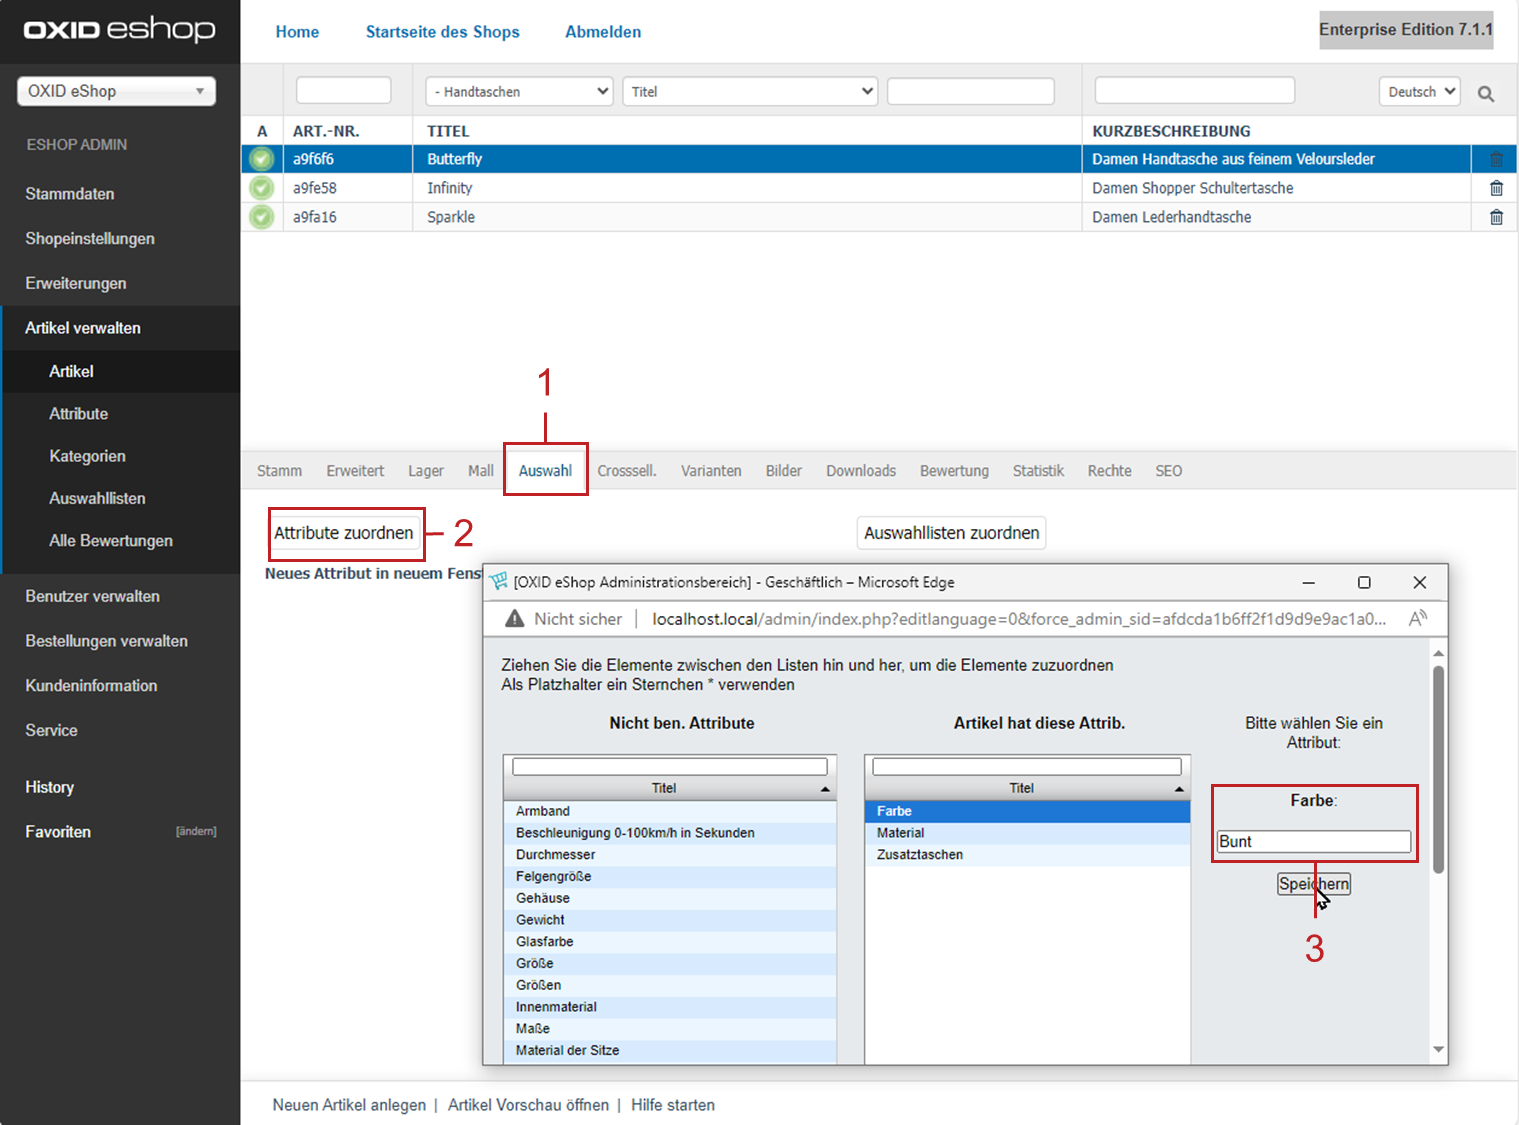 OXID eshop
Home
Startseite des Shops
Abmelden
Enterprise Edition 7.1.1
OXID eShop
ESHOP ADMIN
Stammdaten
Shopeinstellungen
Erweiterungen
Artikel verwalten
Artikel
Attribute
Kategorien
Auswahllisten
Alle Bewertungen
Benutzer verwalten
Bestellungen verwalten
Kundeninformation
Service
History
Favoriten [ändern]
- Handtaschen
Titel
Deutsch
A ART.-NR. TITEL KURZBESCHREIBUNG
a9f6f6 Butterfly Damen Handtasche aus feinem Veloursleder
a9fe58 Infinity Damen Shopper Schultertasche
a9fa16 Sparkle Damen Lederhandtasche
1
Stamm Erweitert Lager Mall Auswahl Crosssell. Varianten Bilder Downloads Bewertung Statistik Rechte SEO
Attribute zuordnen
2
Auswahllisten zuordnen
Neues Attribut in neuem Fens
[OXID eShop Administrationsbereich] - Geschäftlich – Microsoft Edge
Nicht sicher | localhost.local/admin/index.php?editlanguage=0&force_admin_sid=afdcda1b6ff2f1d9d9e9ac1a0...
Ziehen Sie die Elemente zwischen den Listen hin und her, um die Elemente zuzuordnen
Als Platzhalter ein Sternchen * verwenden
Nicht ben. Attribute
Titel
Armband
Beschleunigung 0-100km/h in Sekunden
Durchmesser
Felgengröße
Gehäuse
Gewicht
Glasfarbe
Größe
Größen
Innenmaterial
Maße
Material der Sitze
Artikel hat diese Attrib.
Titel
Farbe
Material
Zusatztaschen
Bitte wählen Sie ein
Attribut:
Farbe:
Bunt
Speichern
3
Neuen Artikel anlegen | Artikel Vorschau öffnen | Hilfe starten